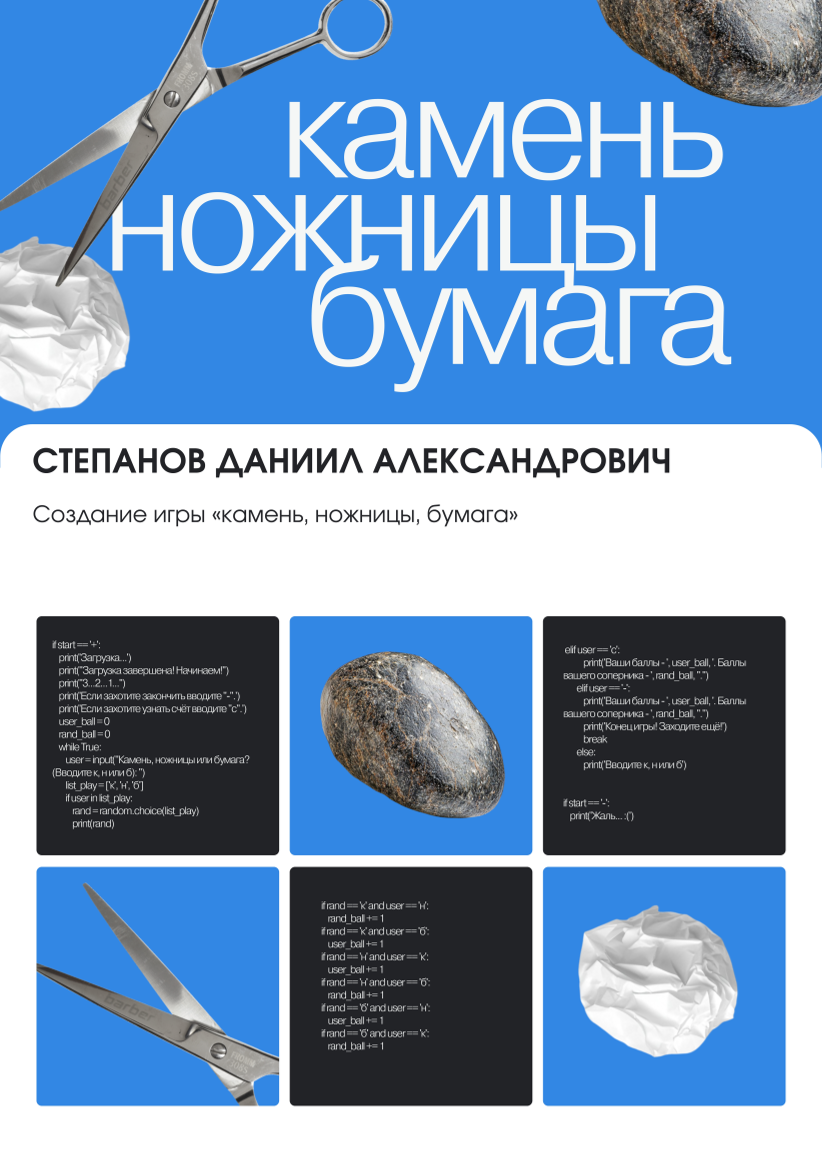 камень
ножницы
бумага
barber
СТЕПАНОВ ДАНИИЛ АЛЕКСАНДРОВИЧ
Создание игры «камень, ножницы, бумага»
if start == '+':
print('Загрузка...')
print("Загрузка завершена! Начинаем!")
print("3...2...1...")
print('Если захотите закончить вводите "-".')
print('Если захотите узнать счёт вводите "с".')
user_ball = 0
rand_ball = 0
while True:
user = input("Камень, ножницы или бумага?
(Вводите к, н или б): ")
list_play = ['к', 'н', 'б']
if user in list_play:
rand = random.choice(list_play)
print(rand)
elif user == 'с':
print('Ваши баллы - ', user_ball, '. Баллы
вашего соперника - ', rand_ball, ".")
elif user == '-':
print('Ваши баллы - ', user_ball, '. Баллы
вашего соперника - ', rand_ball, ".")
print('Конец игры! Заходите ещё!')
break
else:
print('Вводите к, н или б')
if start == '-':
print('Жаль... :(')
barber
if rand == 'к' and user == 'н':
rand_ball += 1
if rand == 'к' and user == 'б':
user_ball += 1
if rand == 'н' and user == 'к':
user_ball += 1
if rand == 'н' and user == 'б':
rand_ball += 1
if rand == 'б' and user == 'н':
user_ball += 1
if rand == 'б' and user == 'к':
rand_ball += 1